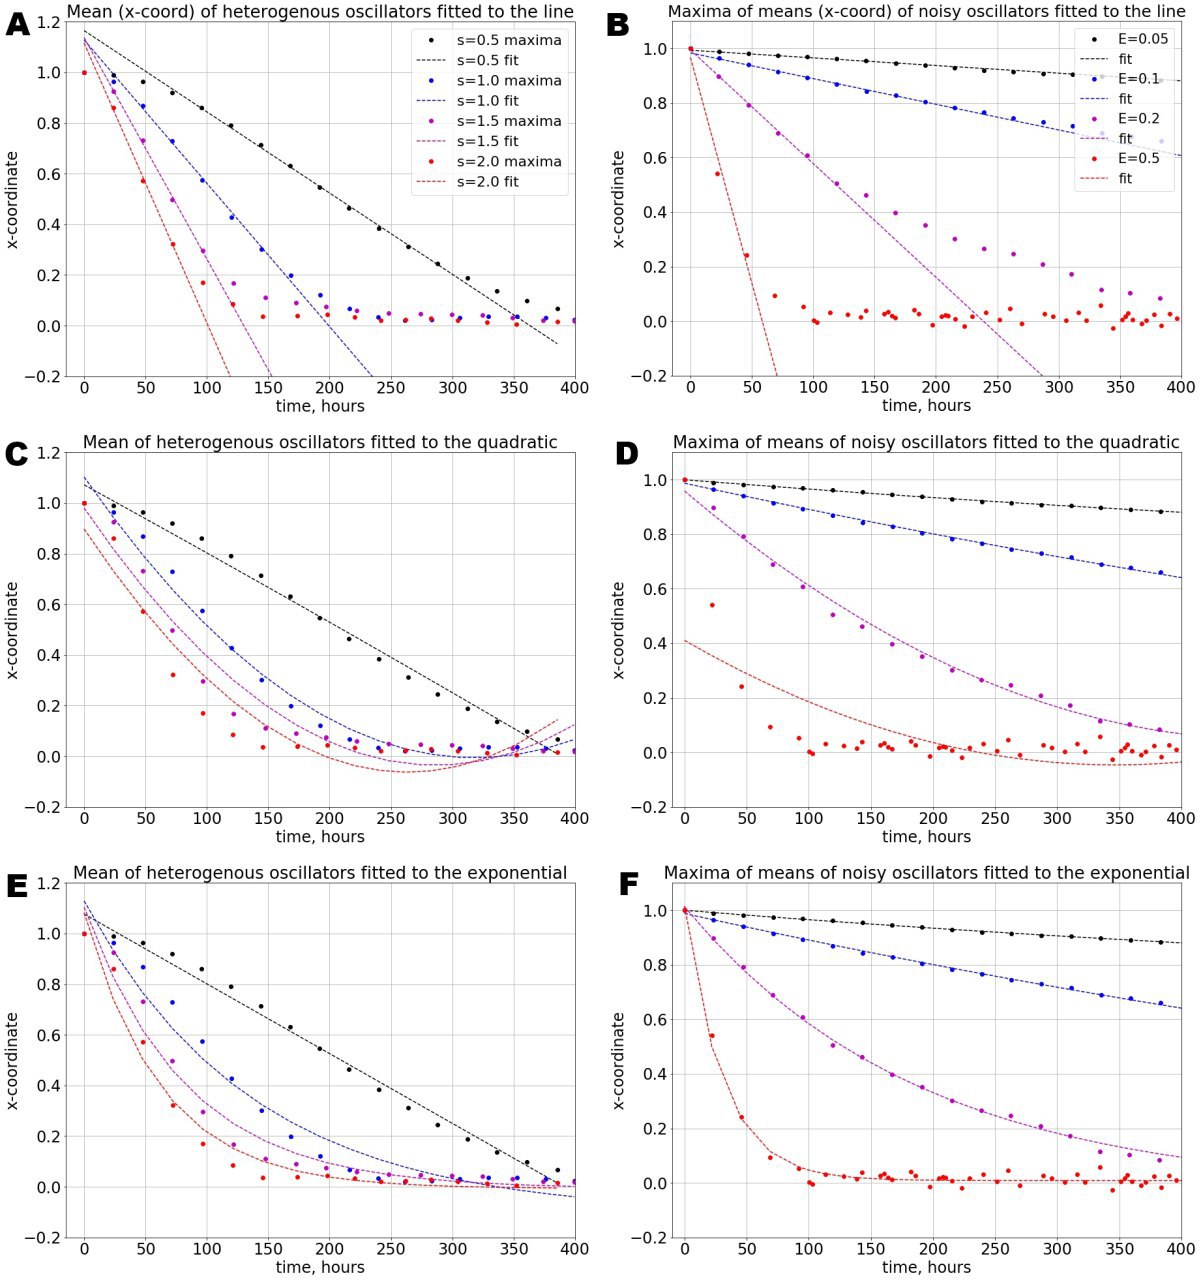 A
Mean (x-coord) of heterogenous oscillators fitted to the line
s=0.5 maxima
s=0.5 fit
s=1.0 maxima
s=1.0 fit
s=1.5 maxima
s=1.5 fit
s=2.0 maxima
s=2.0 fit
x-coordinate
1.2
1.0
0.8
0.6
0.4
0.2
0.0
−0.2
0 50 100 150 200 250 300 350 400
time, hours
B
Maxima of means (x-coord) of noisy oscillators fitted to the line
E=0.05
fit
E=0.1
fit
E=0.2
fit
E=0.5
fit
x-coordinate
1.0
0.8
0.6
0.4
0.2
0.0
−0.2
0 50 100 150 200 250 300 350 400
time, hours
C
Mean of heterogenous oscillators fitted to the quadratic
x-coordinate
1.2
1.0
0.8
0.6
0.4
0.2
0.0
−0.2
0 50 100 150 200 250 300 350 400
time, hours
D
Maxima of means of noisy oscillators fitted to the quadratic
x-coordinate
1.0
0.8
0.6
0.4
0.2
0.0
−0.2
0 50 100 150 200 250 300 350 400
time, hours
E
Mean of heterogenous oscillators fitted to the exponential
x-coordinate
1.2
1.0
0.8
0.6
0.4
0.2
0.0
−0.2
0 50 100 150 200 250 300 350 400
time, hours
F
Maxima of means of noisy oscillators fitted to the exponential
x-coordinate
1.0
0.8
0.6
0.4
0.2
0.0
−0.2
0 50 100 150 200 250 300 350 400
time, hours